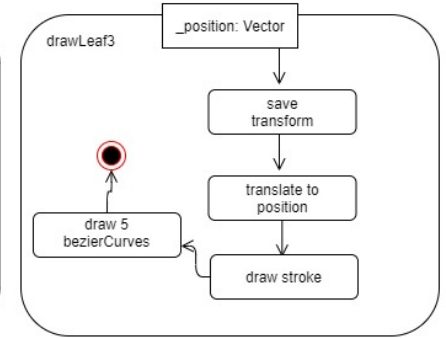 _position: Vector
drawLeaf3
save
transform
translate to
position
draw stroke
draw 5
bezierCurves